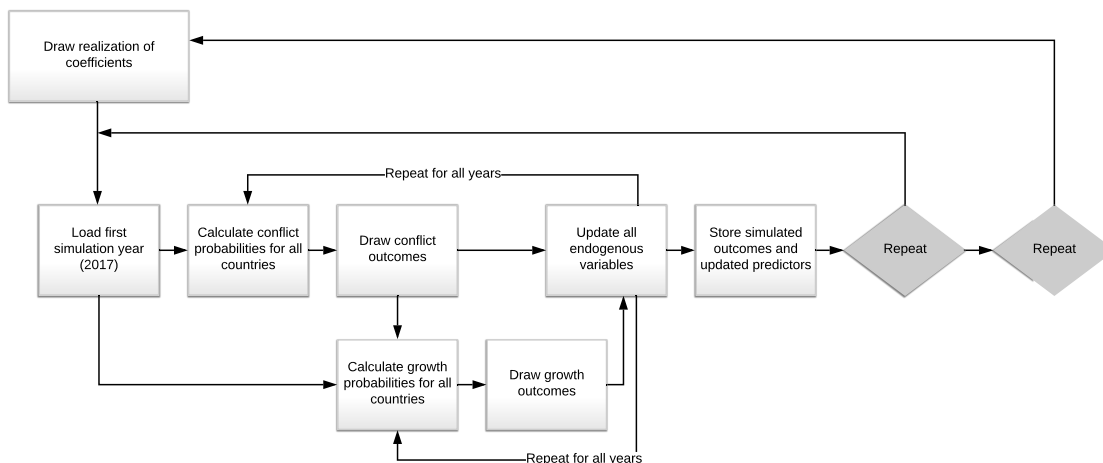 Draw realization of
coefficients
Repeat for all years
Load first
simulation year
(2017)
Calculate conflict
probabilities for all
countries
Draw conflict
outcomes
Update all
endogenous
variables
Store simulated
outcomes and
updated predictors
Repeat
Repeat
Calculate growth
probabilities for all
countries
Draw growth
outcomes
Repeat for all years